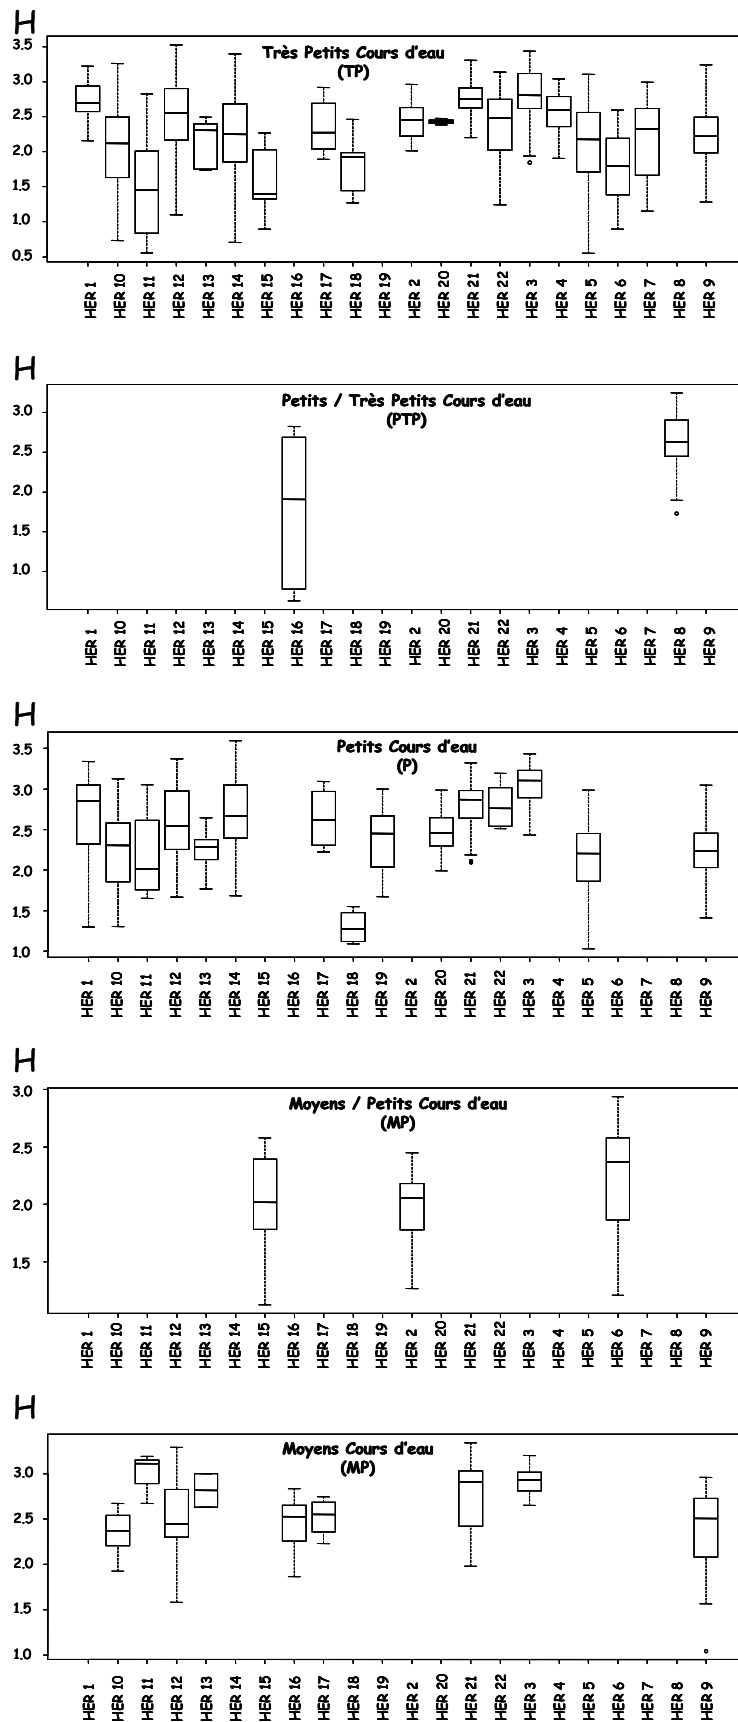 H
Très Petits Cours d'eau
(TP)
3.5
3.0
2.5
2.0
1.5
1.0
0.5
HER 1 HER 10 HER 11 HER 12 HER 13 HER 14 HER 15 HER 16 HER 17 HER 18 HER 19 HER 2 HER 20 HER 21 HER 22 HER 3 HER 4 HER 5 HER 6 HER 7 HER 8 HER 9
H
Petits / Très Petits Cours d'eau
(PTP)
3.0
2.5
2.0
1.5
1.0
HER 1 HER 10 HER 11 HER 12 HER 13 HER 14 HER 15 HER 16 HER 17 HER 18 HER 19 HER 2 HER 20 HER 21 HER 22 HER 3 HER 4 HER 5 HER 6 HER 7 HER 8 HER 9
H
Petits Cours d'eau
(P)
3.5
3.0
2.5
2.0
1.5
1.0
HER 1 HER 10 HER 11 HER 12 HER 13 HER 14 HER 15 HER 16 HER 17 HER 18 HER 19 HER 2 HER 20 HER 21 HER 22 HER 3 HER 4 HER 5 HER 6 HER 7 HER 8 HER 9
H
Moyens / Petits Cours d'eau
(MP)
3.0
2.5
2.0
1.5
HER 1 HER 10 HER 11 HER 12 HER 13 HER 14 HER 15 HER 16 HER 17 HER 18 HER 19 HER 2 HER 20 HER 21 HER 22 HER 3 HER 4 HER 5 HER 6 HER 7 HER 8 HER 9
H
Moyens Cours d'eau
(MP)
3.0
2.5
2.0
1.5
1.0
HER 1 HER 10 HER 11 HER 12 HER 13 HER 14 HER 15 HER 16 HER 17 HER 18 HER 19 HER 2 HER 20 HER 21 HER 22 HER 3 HER 4 HER 5 HER 6 HER 7 HER 8 HER 9